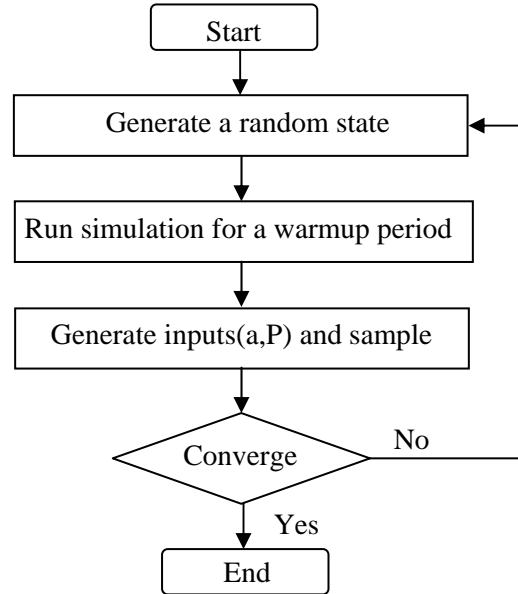 Start
Generate a random state
Run simulation for a warmup period
Generate inputs(a,P) and sample
Converge
No
Yes
End